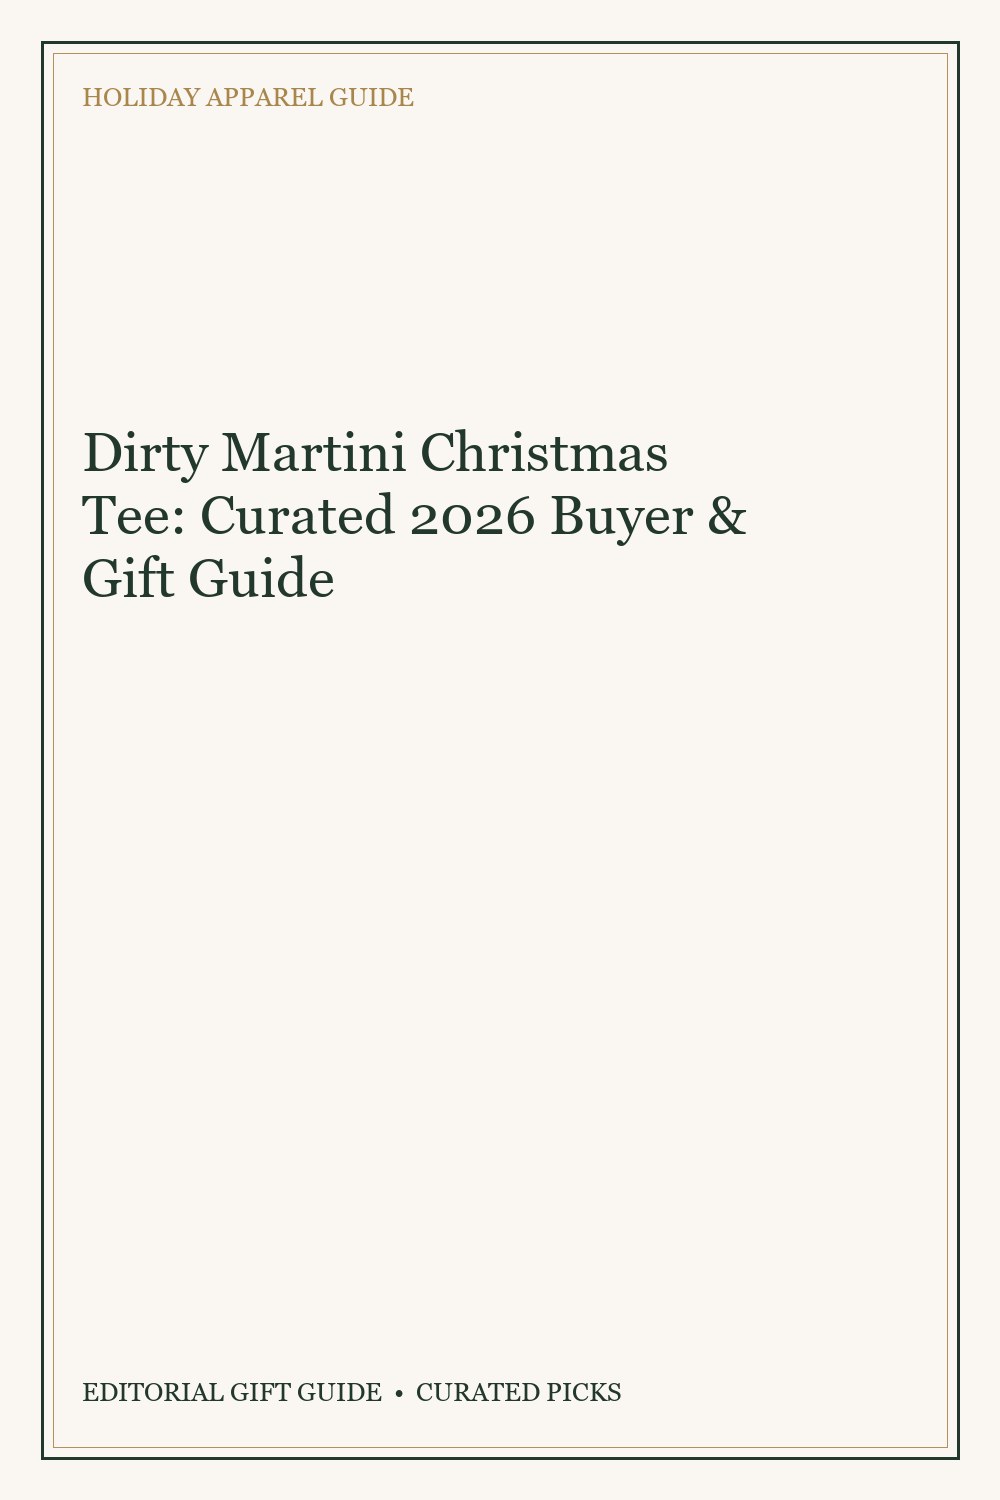 HOLIDAY APPAREL GUIDE
Dirty Martini Christmas
Tee: Curated 2026 Buyer &
Gift Guide
EDITORIAL GIFT GUIDE • CURATED PICKS